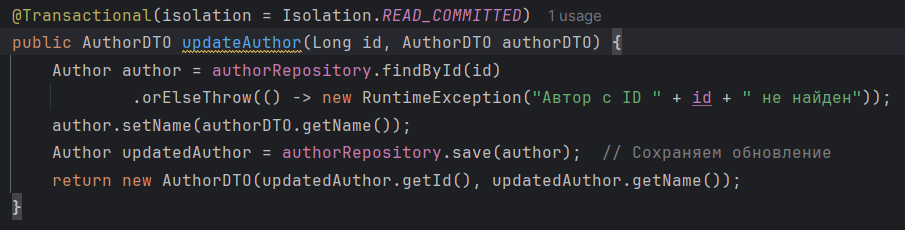 @Transactional(isolation = Isolation.READ_COMMITTED) 1 usage
public AuthorDTO updateAuthor(Long id, AuthorDTO authorDTO) {
    Author author = authorRepository.findById(id)
            .orElseThrow(() -> new RuntimeException("Автор с ID " + id + " не найден"));
    author.setName(authorDTO.getName());
    Author updatedAuthor = authorRepository.save(author);  // Сохраняем обновление
    return new AuthorDTO(updatedAuthor.getId(), updatedAuthor.getName());
}